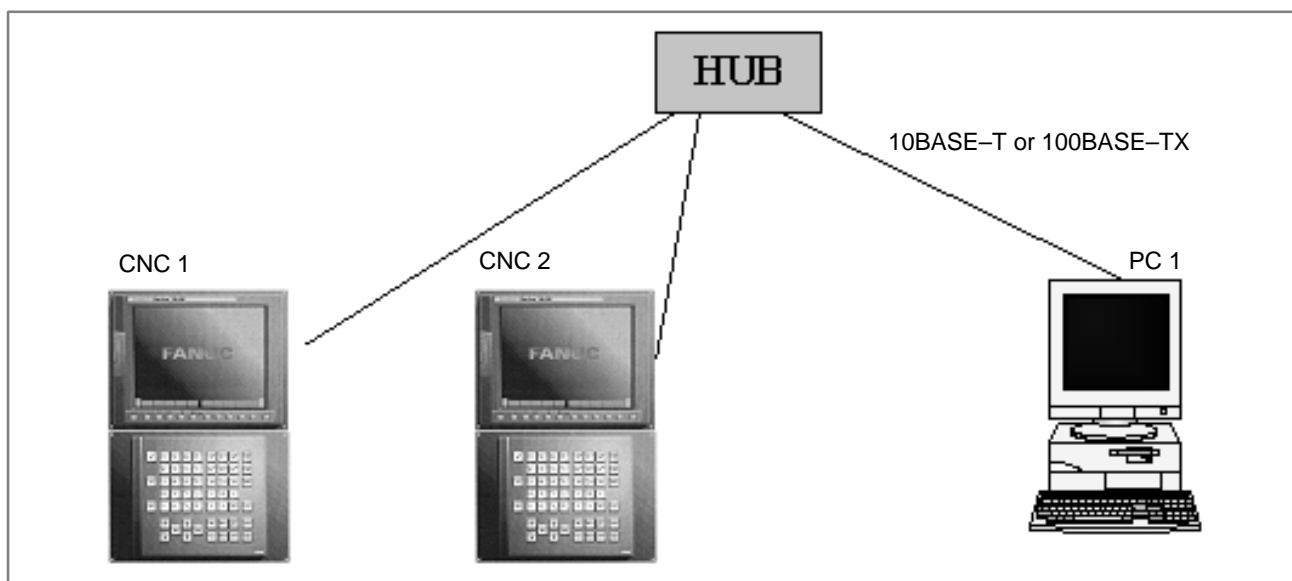 HUB
10BASE–T or 100BASE–TX
CNC 1
CNC 2
PC 1
FANUC
FANUC